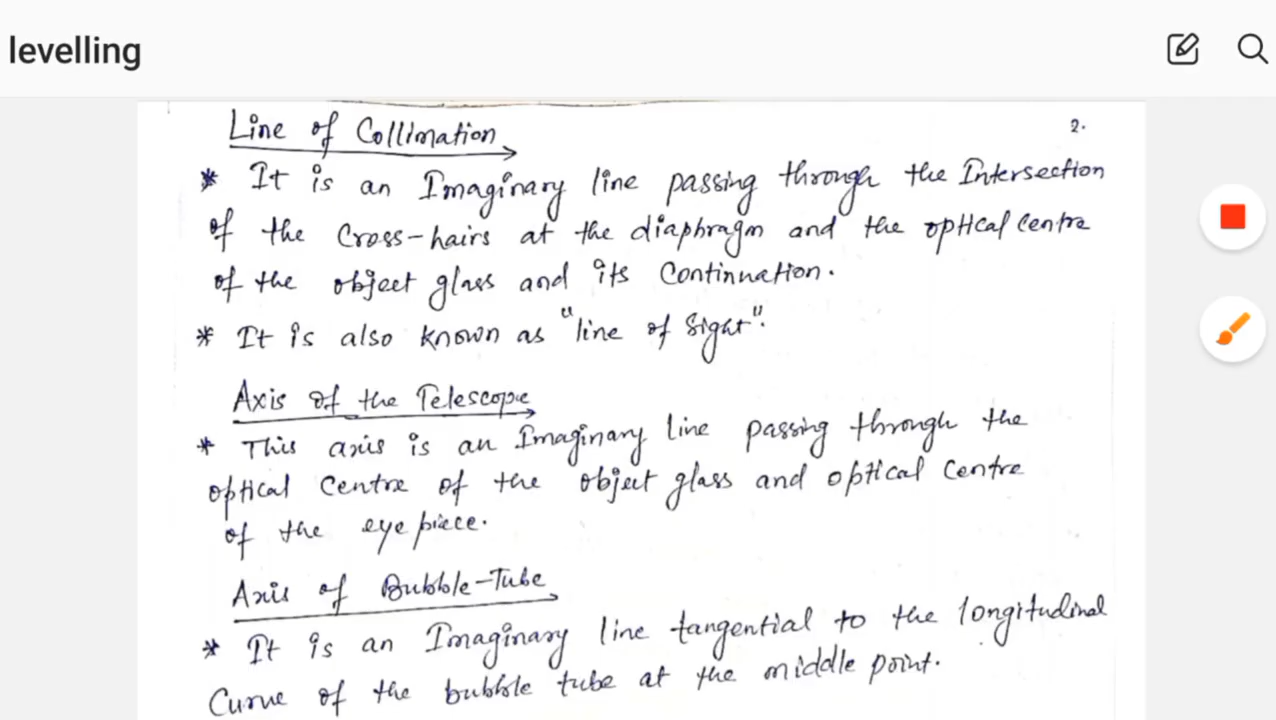 levelling
Line of Collimation
2.
* It is an Imaginary line passing through the Intersection
of the Cross-hairs at the diaphragm and the optical centre
of the object glass and its Continuation.
* It is also known as "line of Sight".
Axis of the Telescope
* This axis is an Imaginary line passing through the
optical Centre of the object glass and optical Centre
of the eye piece.
Axis of Bubble-Tube
* It is an Imaginary line tangential to the longitudinal
Curve of the bubble tube at the middle point.